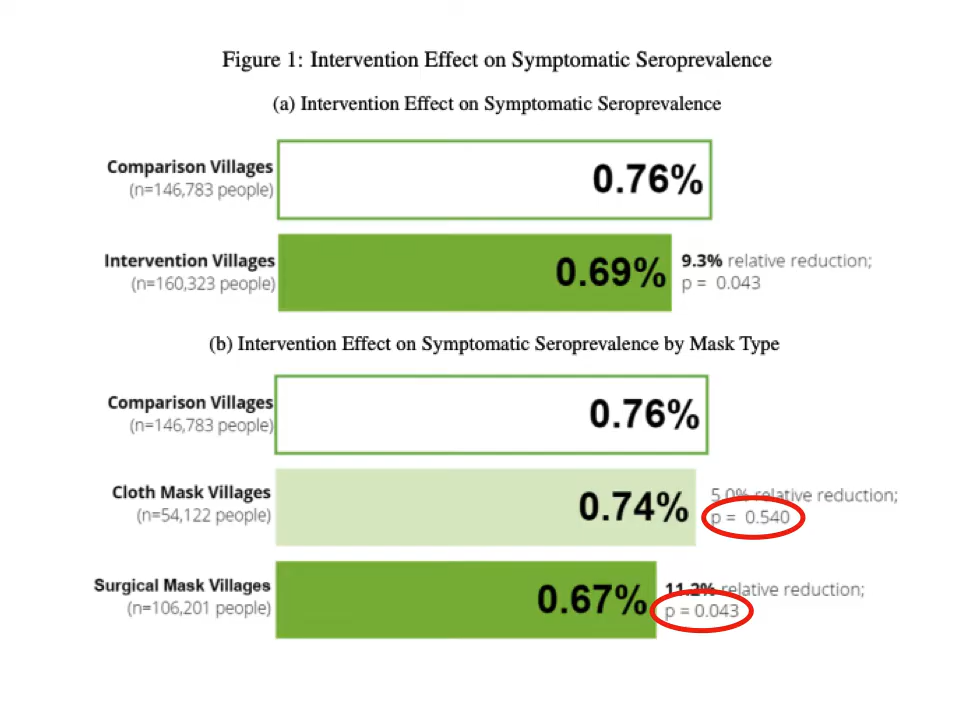 Figure 1: Intervention Effect on Symptomatic Seroprevalence
(a) Intervention Effect on Symptomatic Seroprevalence
Comparison Villages
(n=146,783 people)
0.76%
Intervention Villages
(n=160,323 people)
0.69%
9.3% relative reduction;
p = 0.043
(b) Intervention Effect on Symptomatic Seroprevalence by Mask Type
Comparison Villages
(n=146,783 people)
0.76%
Cloth Mask Villages
(n=54,122 people)
0.74%
5.0% relative reduction;
p = 0.540
Surgical Mask Villages
(n=106,201 people)
0.67%
11.2% relative reduction;
p = 0.043